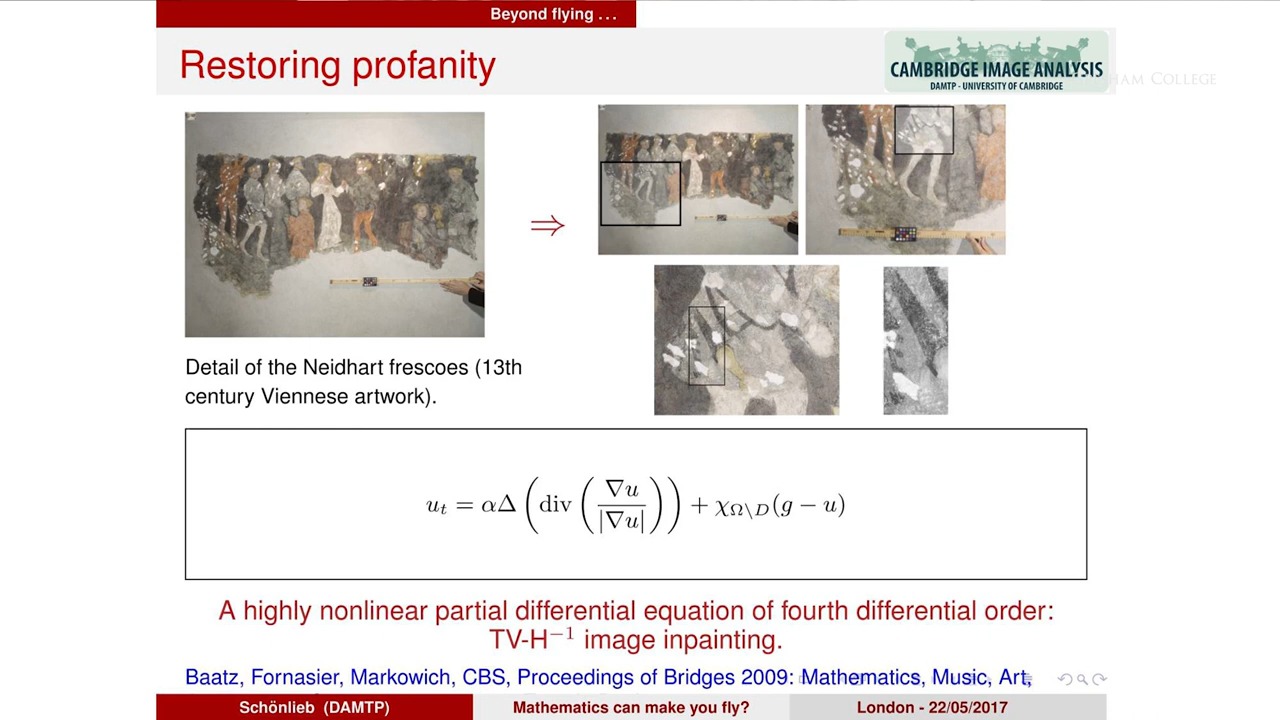 Beyond flying ...
Restoring profanity
CAMBRIDGE IMAGE ANALYSIS
DAMTP - UNIVERSITY OF CAMBRIDGE
COLLEGE
⇒
Detail of the Neidhart frescoes (13th
century Viennese artwork).
u_t = αΔ(div(∇u/|∇u|)) + χ_{Ω\D}(g − u)
A highly nonlinear partial differential equation of fourth differential order:
TV-H⁻¹ image inpainting.
Baatz, Fornasier, Markowich, CBS, Proceedings of Bridges 2009: Mathematics, Music, Art,
Schönlieb (DAMTP) Mathematics can make you fly? London - 22/05/2017